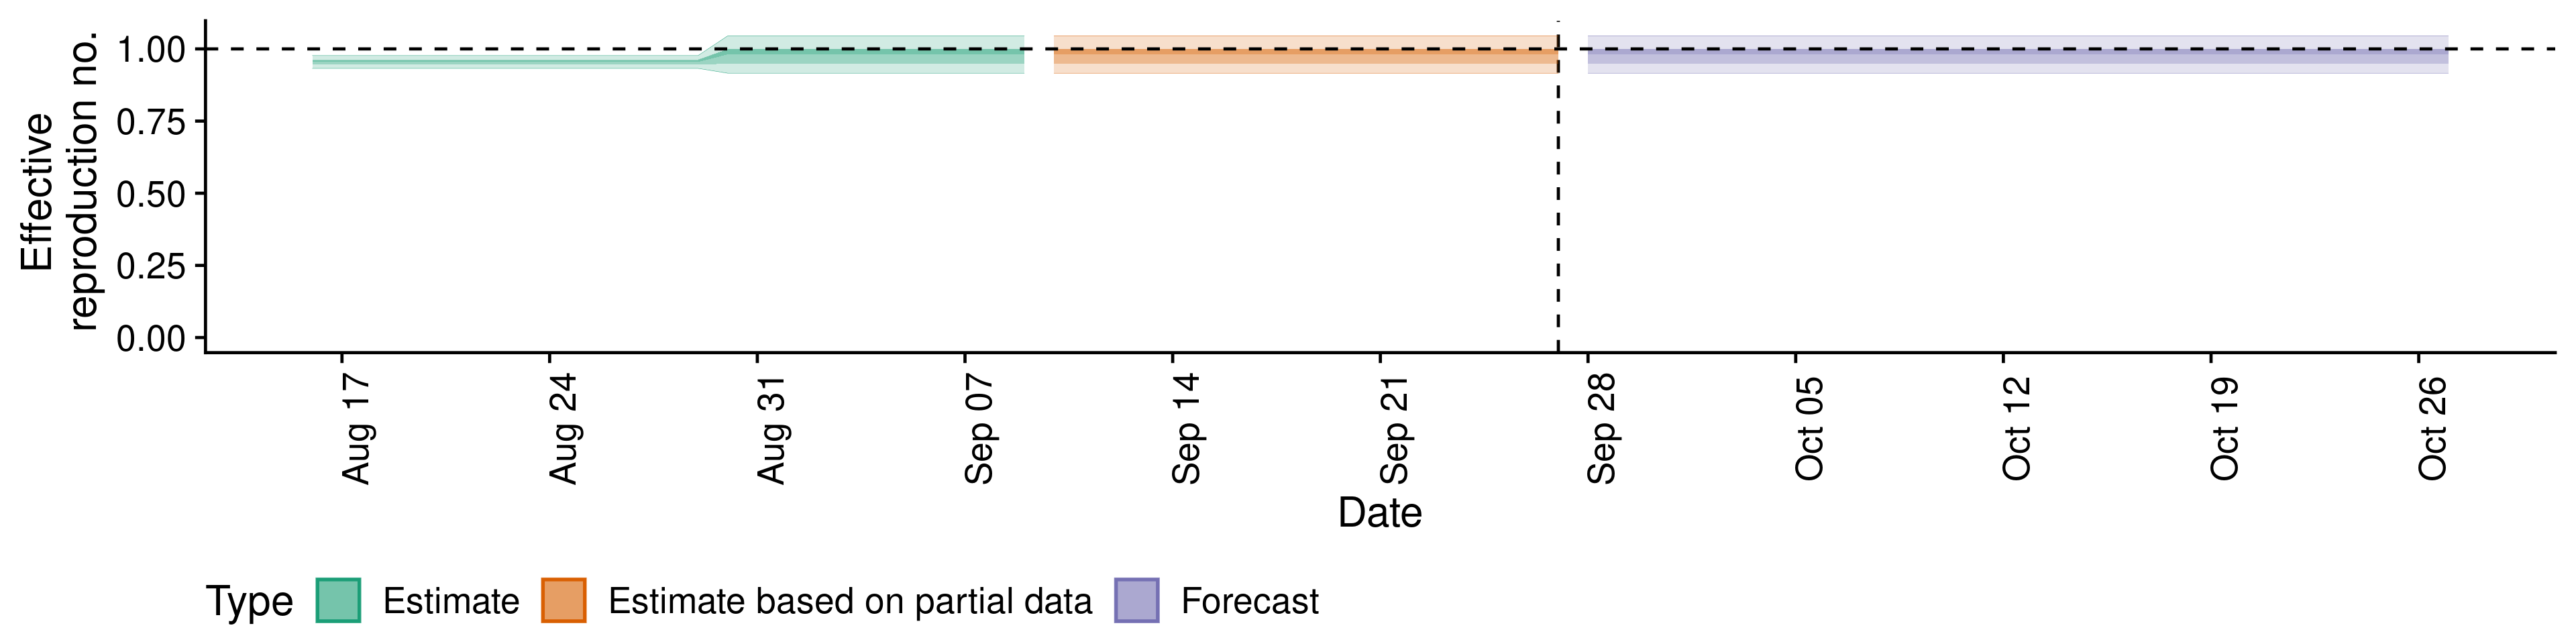 Effective
reproduction no.
1.00
0.75
0.50
0.25
0.00
Aug 17
Aug 24
Aug 31
Sep 07
Sep 14
Sep 21
Sep 28
Oct 05
Oct 12
Oct 19
Oct 26
Date
Type Estimate Estimate based on partial data Forecast